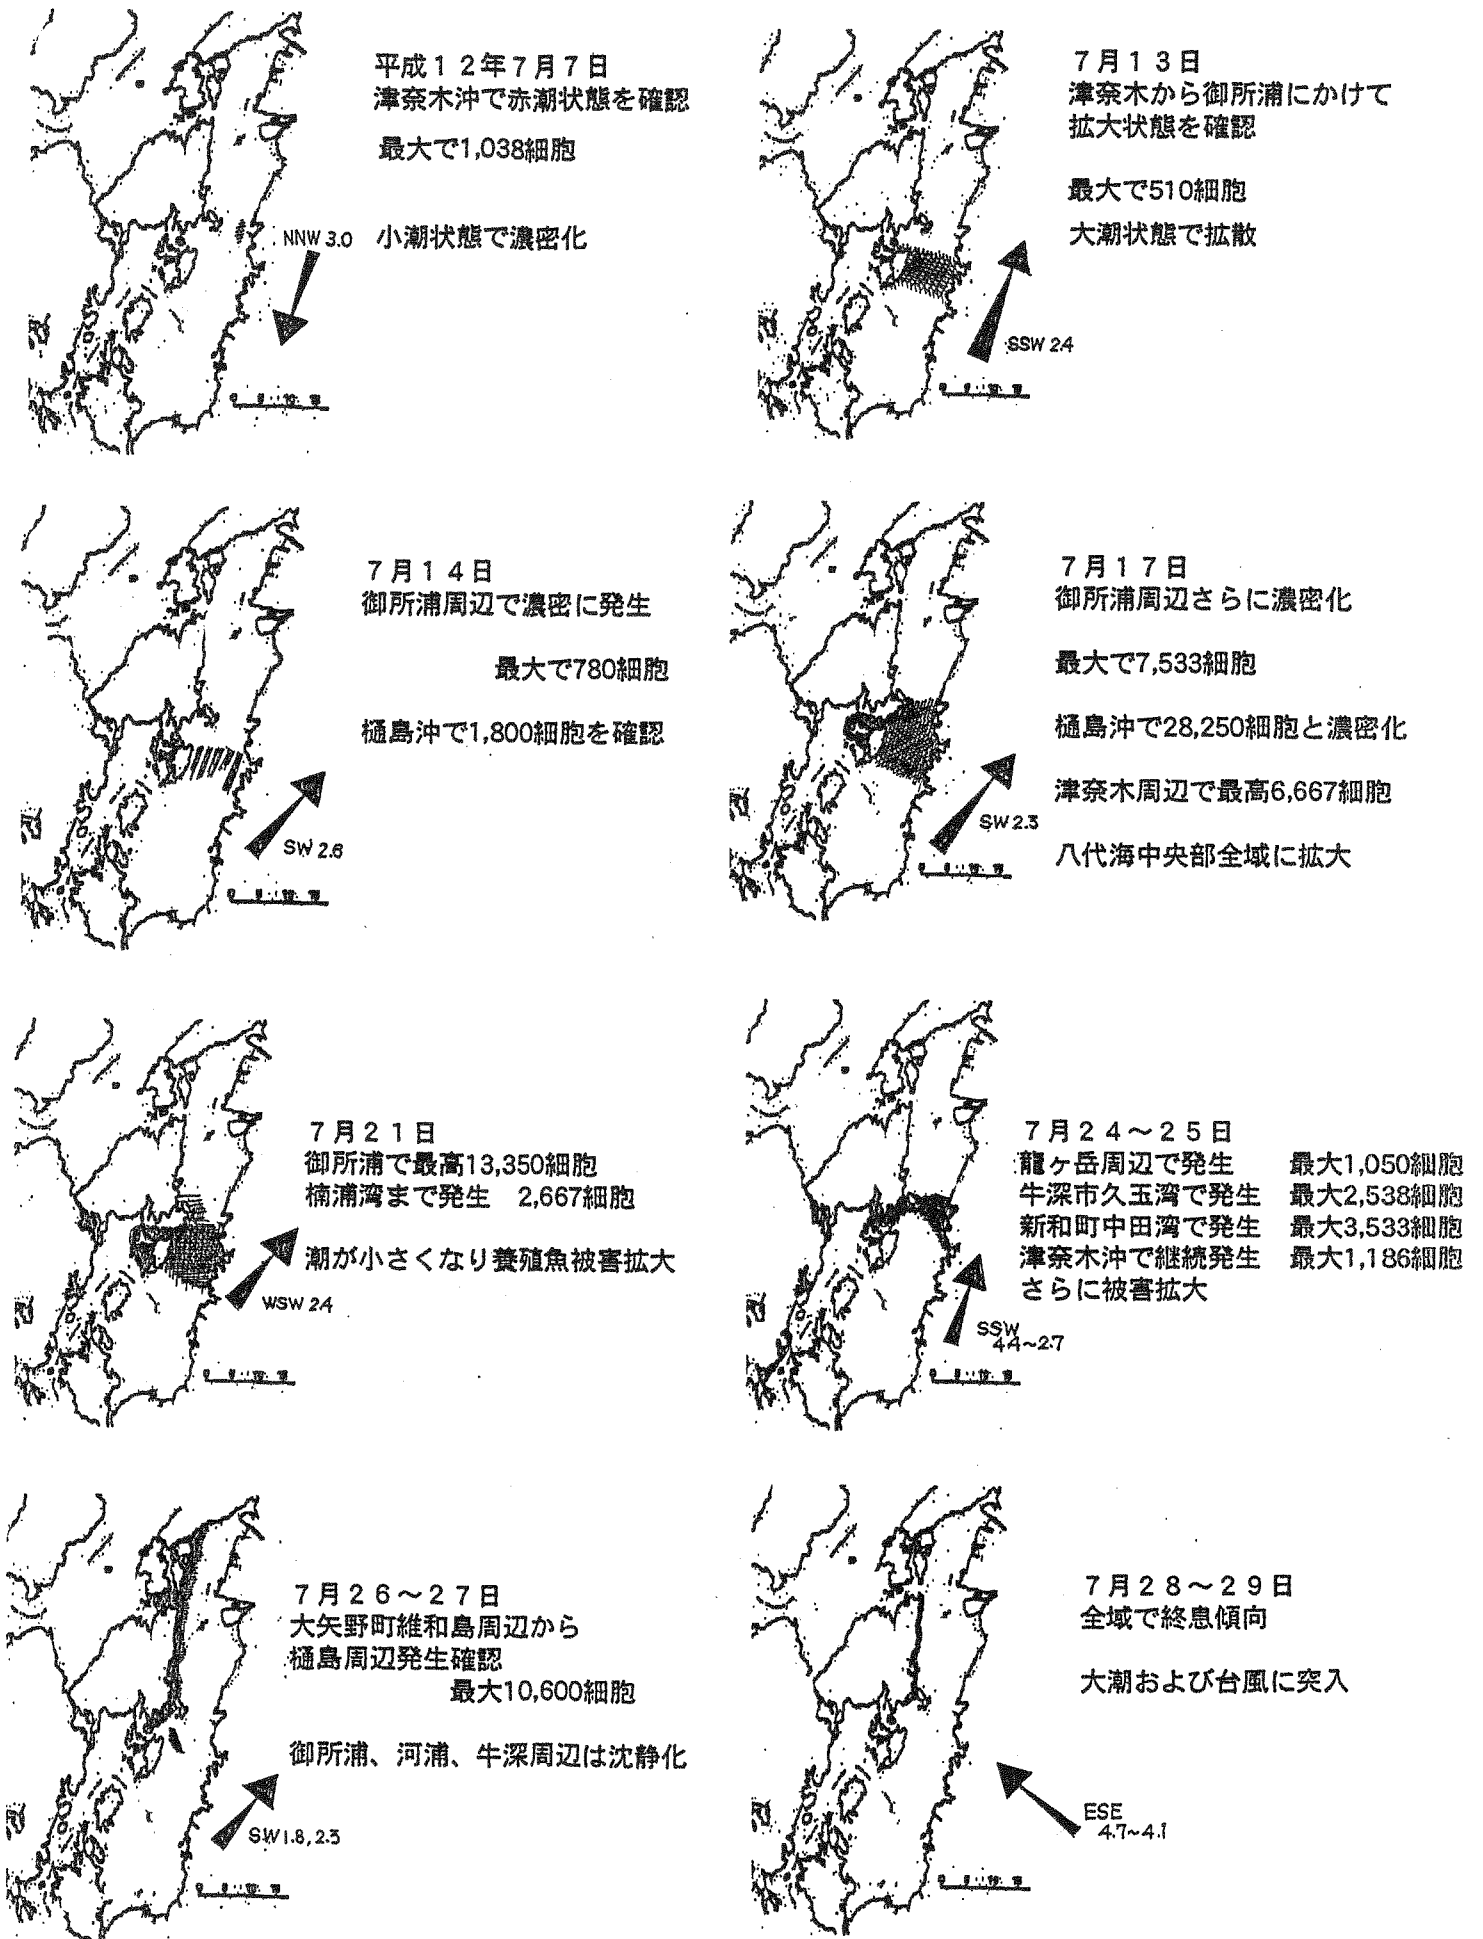 平成１２年７月７日
津奈木沖で赤潮状態を確認
最大で1,038細胞
小潮状態で濃密化
NNW 3.0
７月１３日
津奈木から御所浦にかけて
拡大状態を確認
最大で510細胞
大潮状態で拡散
SSW 2.4
７月１４日
御所浦周辺で濃密に発生
最大で780細胞
樋島沖で1,800細胞を確認
SW 2.6
７月１７日
御所浦周辺さらに濃密化
最大で7,533細胞
樋島沖で28,250細胞と濃密化
津奈木周辺で最高6,667細胞
八代海中央部全域に拡大
SW 2.3
７月２１日
御所浦で最高13,350細胞
楠浦湾まで発生　2,667細胞
潮が小さくなり養殖魚被害拡大
WSW 2.4
７月２４～２５日
龍ヶ岳周辺で発生　最大1,050細胞
牛深市久玉湾で発生　最大2,538細胞
新和町中田湾で発生　最大3,533細胞
津奈木沖で継続発生　最大1,186細胞
さらに被害拡大
SSW
4.4~2.7
７月２６～２７日
大矢野町維和島周辺から
樋島周辺発生確認
最大10,600細胞
御所浦、河浦、牛深周辺は沈静化
SW 1.8, 2.3
７月２８～２９日
全域で終息傾向
大潮および台風に突入
ESE
4.7~4.1